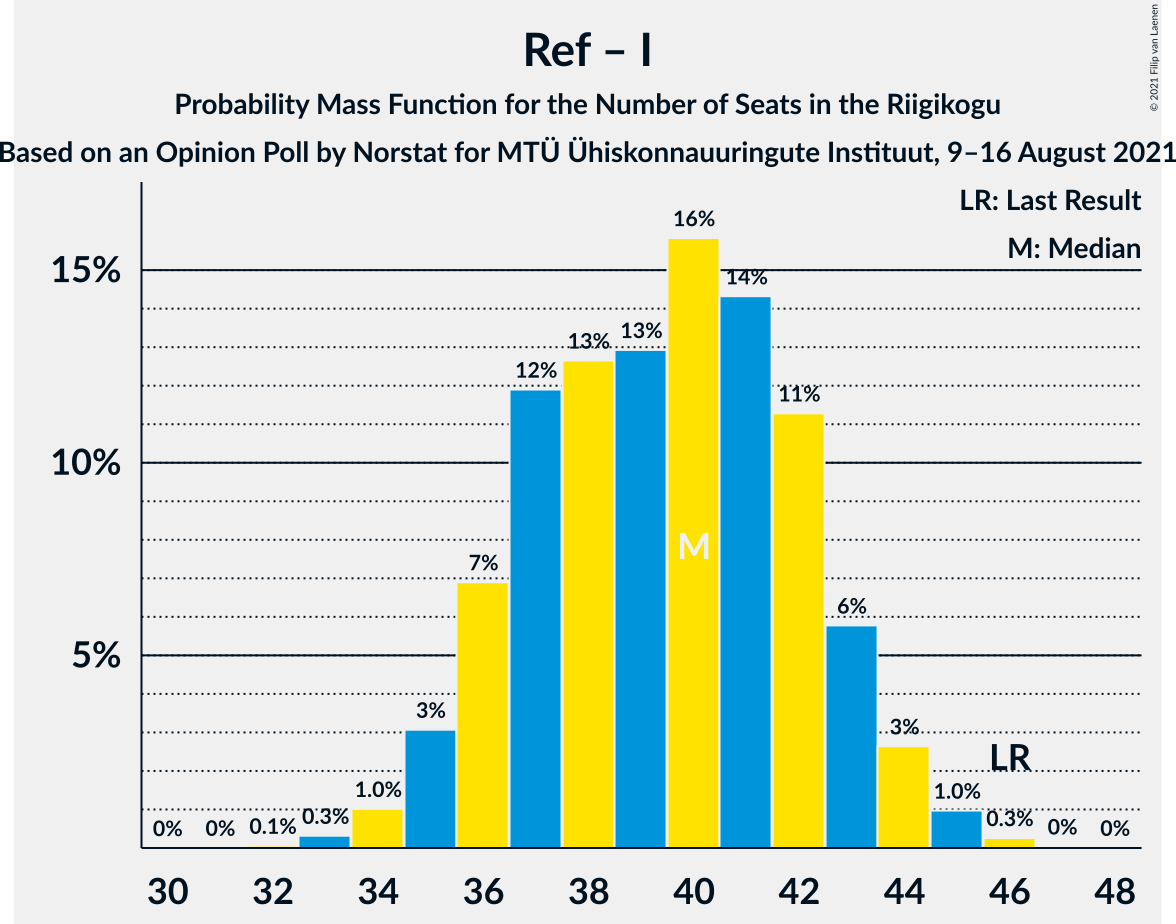 Ref – I
Probability Mass Function for the Number of Seats in the Riigikogu
Based on an Opinion Poll by Norstat for MTÜ Ühiskonnauuringute Instituut, 9–16 August 2021
© 2021 Filip van Laenen
LR: Last Result
M: Median
15%
10%
5%
0%
0%
0.1%
0.3%
1.0%
3%
7%
12%
13%
13%
16%
14%
11%
6%
3%
1.0%
0.3%
0%
0%
M
LR
30 32 34 36 38 40 42 44 46 48